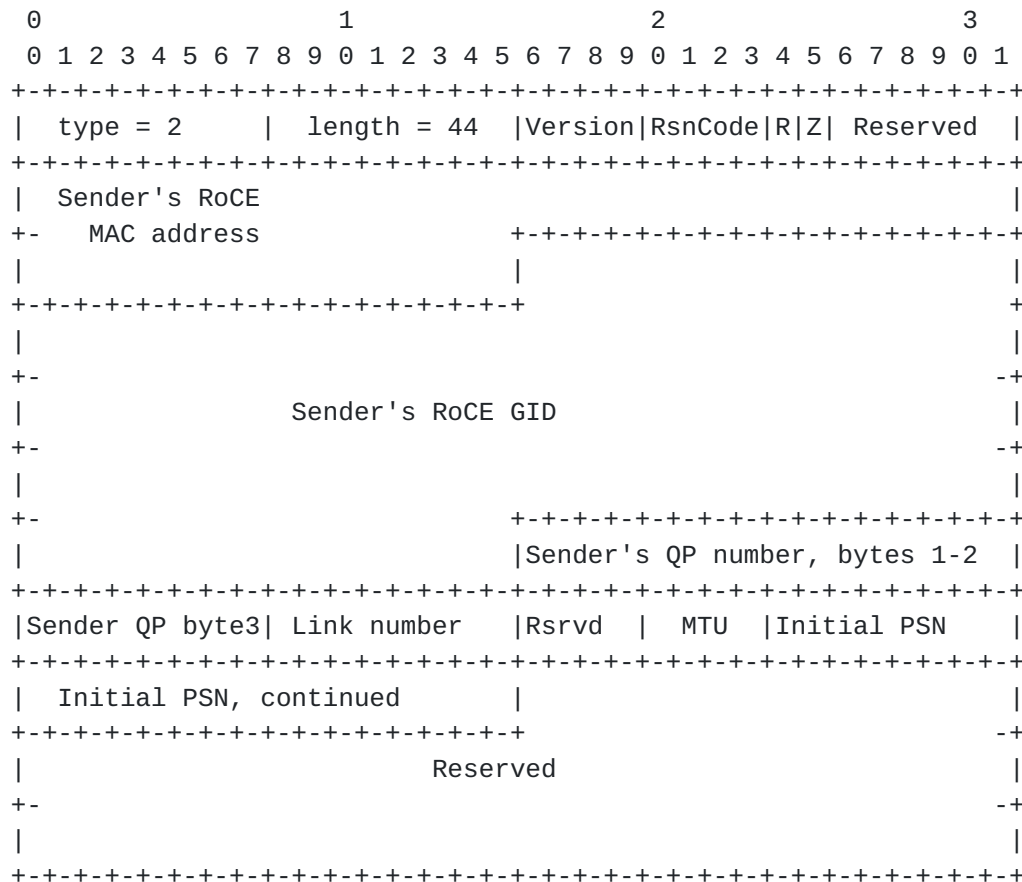 0                   1                   2                   3
 0 1 2 3 4 5 6 7 8 9 0 1 2 3 4 5 6 7 8 9 0 1 2 3 4 5 6 7 8 9 0 1
+-+-+-+-+-+-+-+-+-+-+-+-+-+-+-+-+-+-+-+-+-+-+-+-+-+-+-+-+-+-+-+-+
|  type = 2     |  length = 44  |Version|RsnCode|R|Z| Reserved  |
+-+-+-+-+-+-+-+-+-+-+-+-+-+-+-+-+-+-+-+-+-+-+-+-+-+-+-+-+-+-+-+-+
|  Sender's RoCE                                                |
+-   MAC address                +-+-+-+-+-+-+-+-+-+-+-+-+-+-+-+-+
|                               |                               |
+-+-+-+-+-+-+-+-+-+-+-+-+-+-+-+-+                               +
|                                                               |
+-                                                             -+
|                 Sender's RoCE GID                             |
+-                                                             -+
|                                                               |
+-                              +-+-+-+-+-+-+-+-+-+-+-+-+-+-+-+-+
|                               |Sender's QP number, bytes 1-2  |
+-+-+-+-+-+-+-+-+-+-+-+-+-+-+-+-+-+-+-+-+-+-+-+-+-+-+-+-+-+-+-+-+
|Sender QP byte3| Link number   |Rsrvd  |  MTU  |Initial PSN    |
+-+-+-+-+-+-+-+-+-+-+-+-+-+-+-+-+-+-+-+-+-+-+-+-+-+-+-+-+-+-+-+-+
|  Initial PSN, continued       |                               |
+-+-+-+-+-+-+-+-+-+-+-+-+-+-+-+-+                              -+
|                          Reserved                             |
+-                                                             -+
|                                                               |
+-+-+-+-+-+-+-+-+-+-+-+-+-+-+-+-+-+-+-+-+-+-+-+-+-+-+-+-+-+-+-+-+